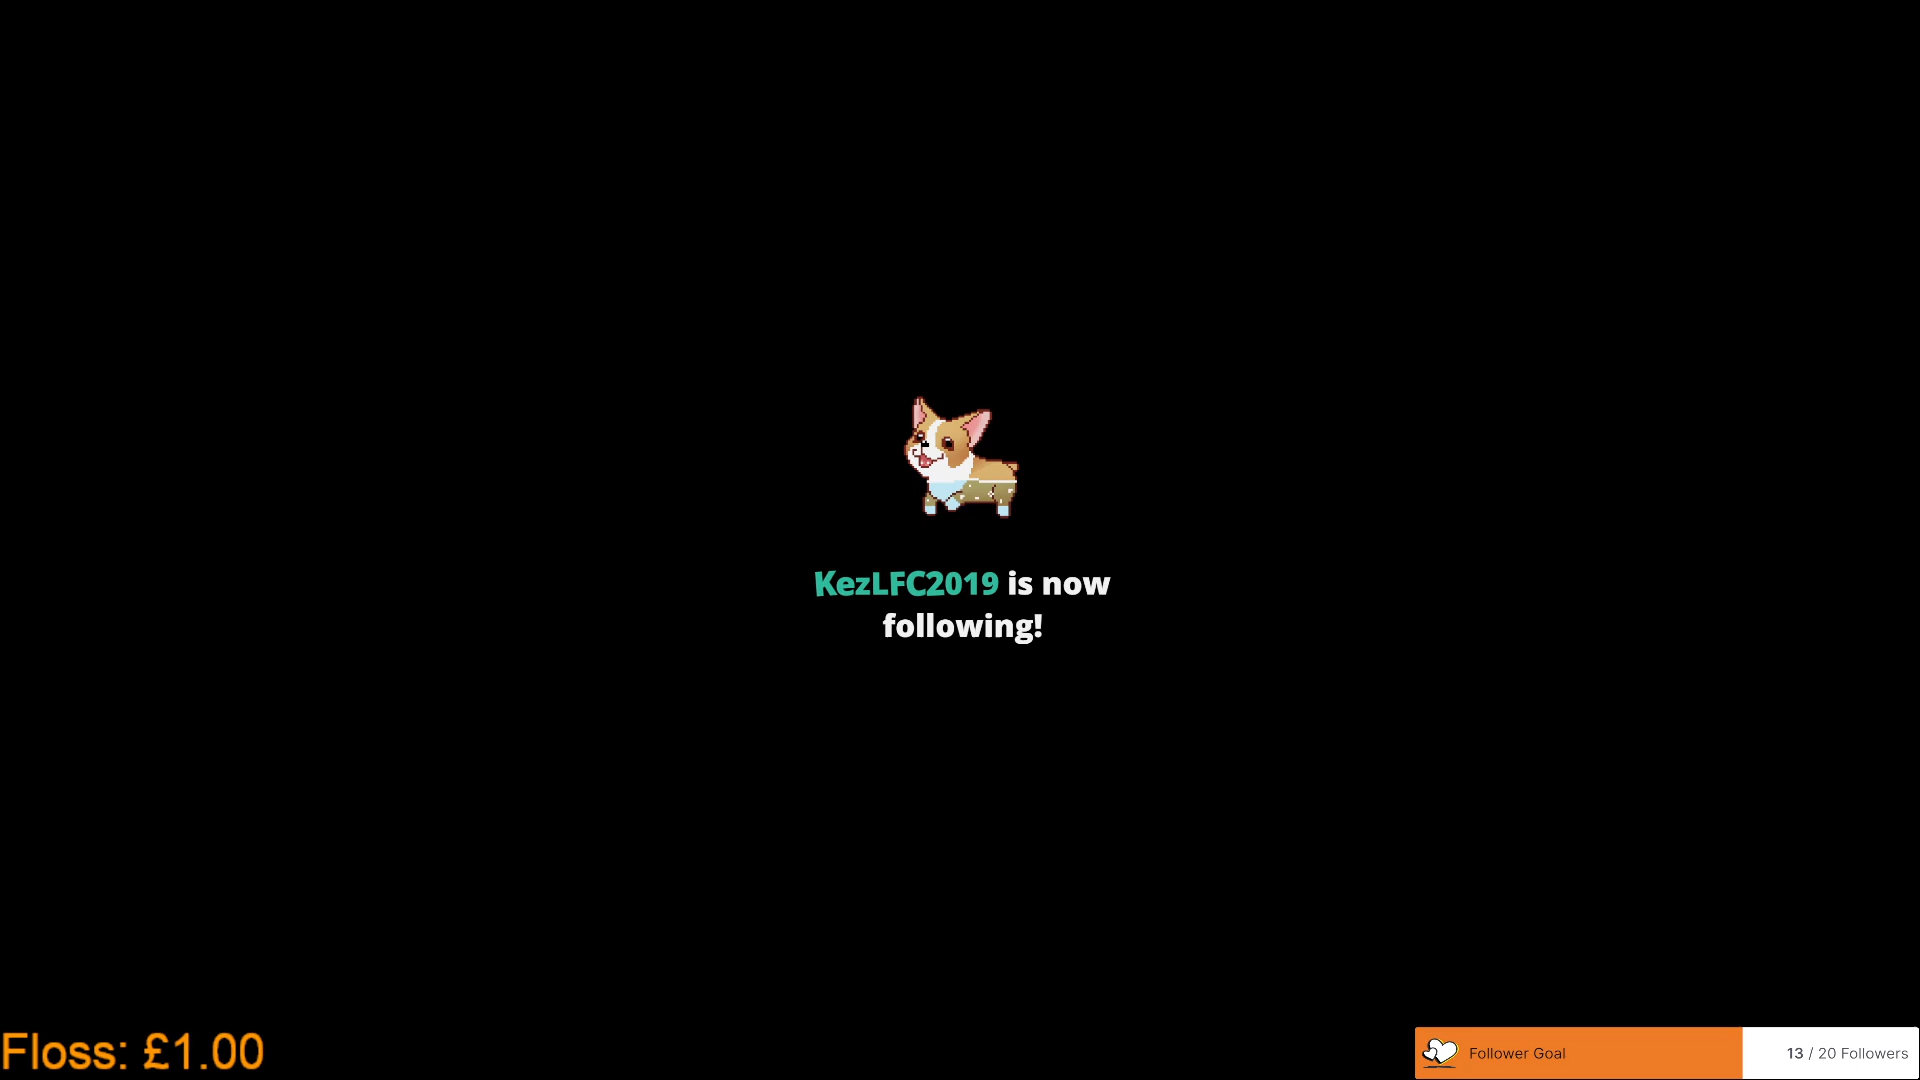 KezLFC2019 is now
following!
Floss: £1.00
Follower Goal
13 / 20 Followers